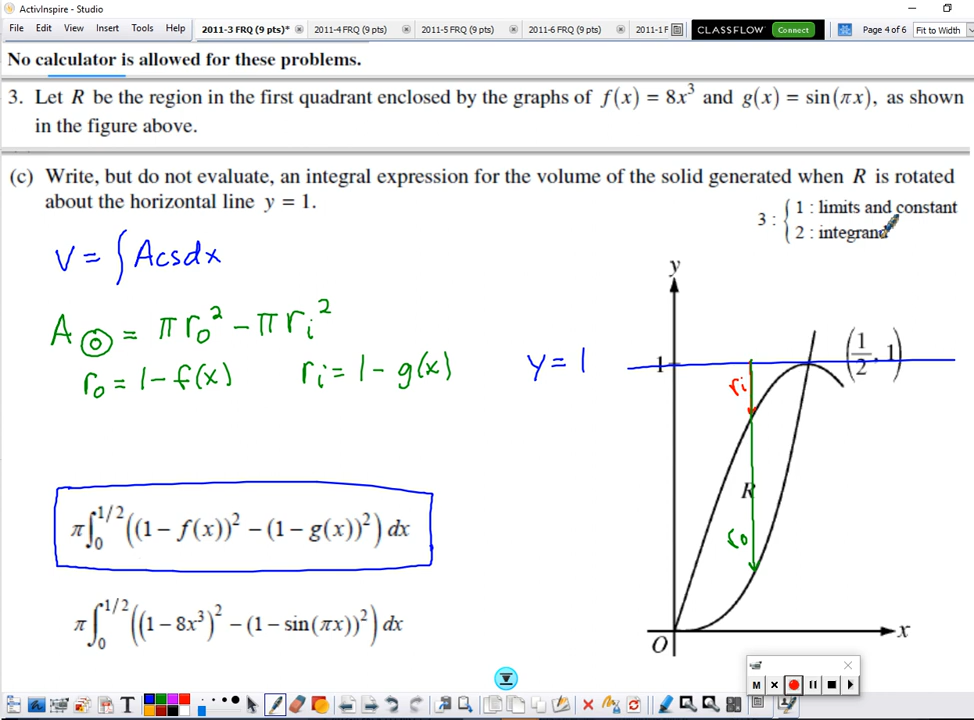 ActivInspire - Studio
File Edit View Insert Tools Help 2011-3 FRQ (9 pts)* 2011-4 FRQ (9 pts) 2011-5 FRQ (9 pts) 2011-6 FRQ (9 pts) 2011-1 F CLASSFLOW Connect Page 4 of 6 Fit to Width
No calculator is allowed for these problems.
3. Let R be the region in the first quadrant enclosed by the graphs of f(x) = 8x³ and g(x) = sin(πx), as shown
in the figure above.
(c) Write, but do not evaluate, an integral expression for the volume of the solid generated when R is rotated
about the horizontal line y = 1.
3 : { 1 : limits and constant
2 : integrand
V = ∫ Acsdx
A◎ = πr₀² − πrᵢ²
r₀ = 1 − f(x) rᵢ = 1 − g(x) y = 1
π∫₀^1/2 ((1 − f(x))² − (1 − g(x))²) dx
π∫₀^1/2 ((1 − 8x³)² − (1 − sin(πx))²) dx
y
1
(1/2, 1)
rᵢ
R
r₀
O
x
M
T